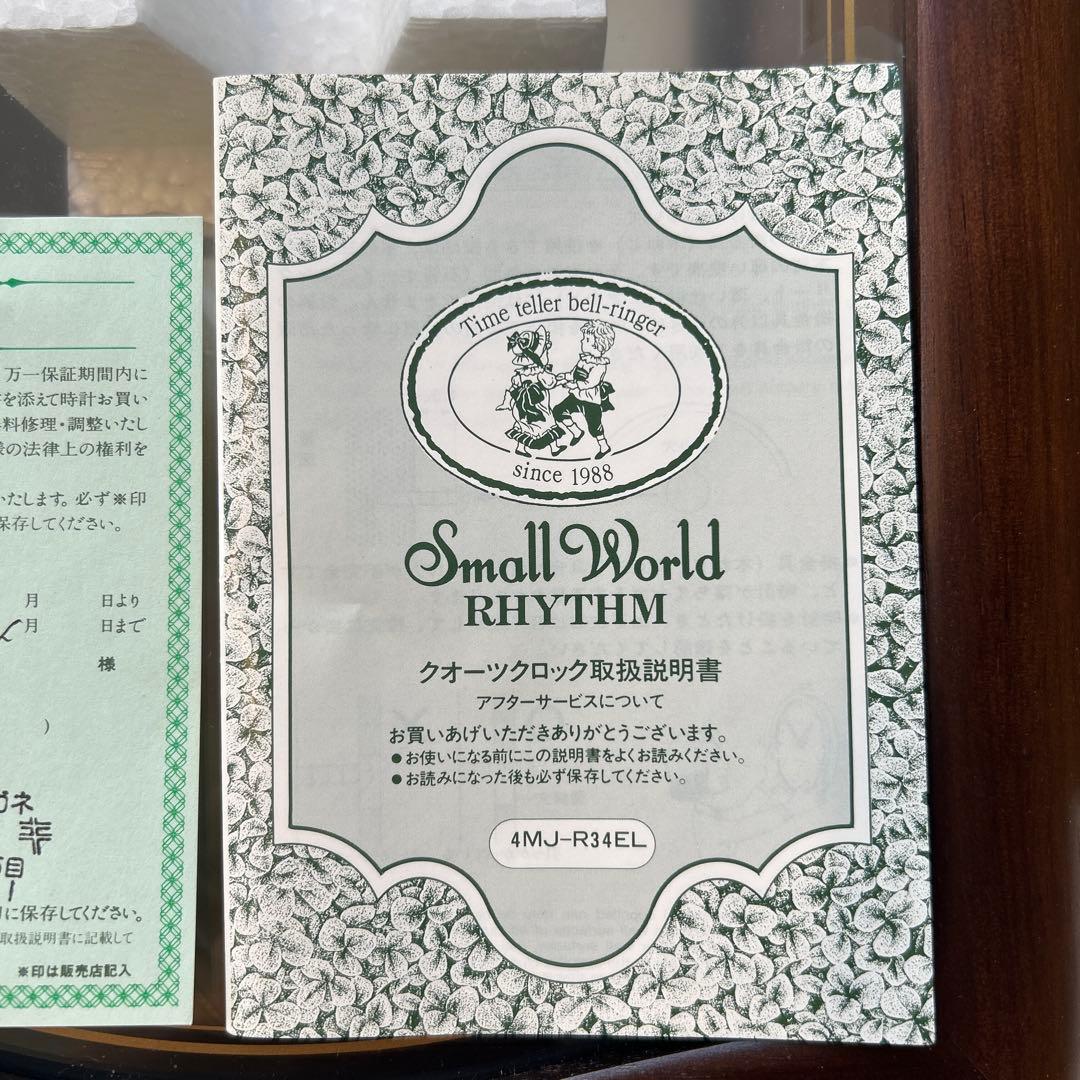 万一保証期間内に
を添えて時計お買い
料修理・調整いたし
の法律上の権利を
いたします。必ず※印
保存してください。
月 日より
月 日まで
様
)
ガネ
に保存してください。
取扱説明書に記載して
※印は販売店記入
Time teller bell-ringer
since 1988
Small World
RHYTHM
クオーツクロック取扱説明書
アフターサービスについて
お買いあげいただきありがとうございます。
●お使いになる前にこの説明書をよくお読みください。
●お読みになった後も必ず保存してください。
4MJ-R34EL